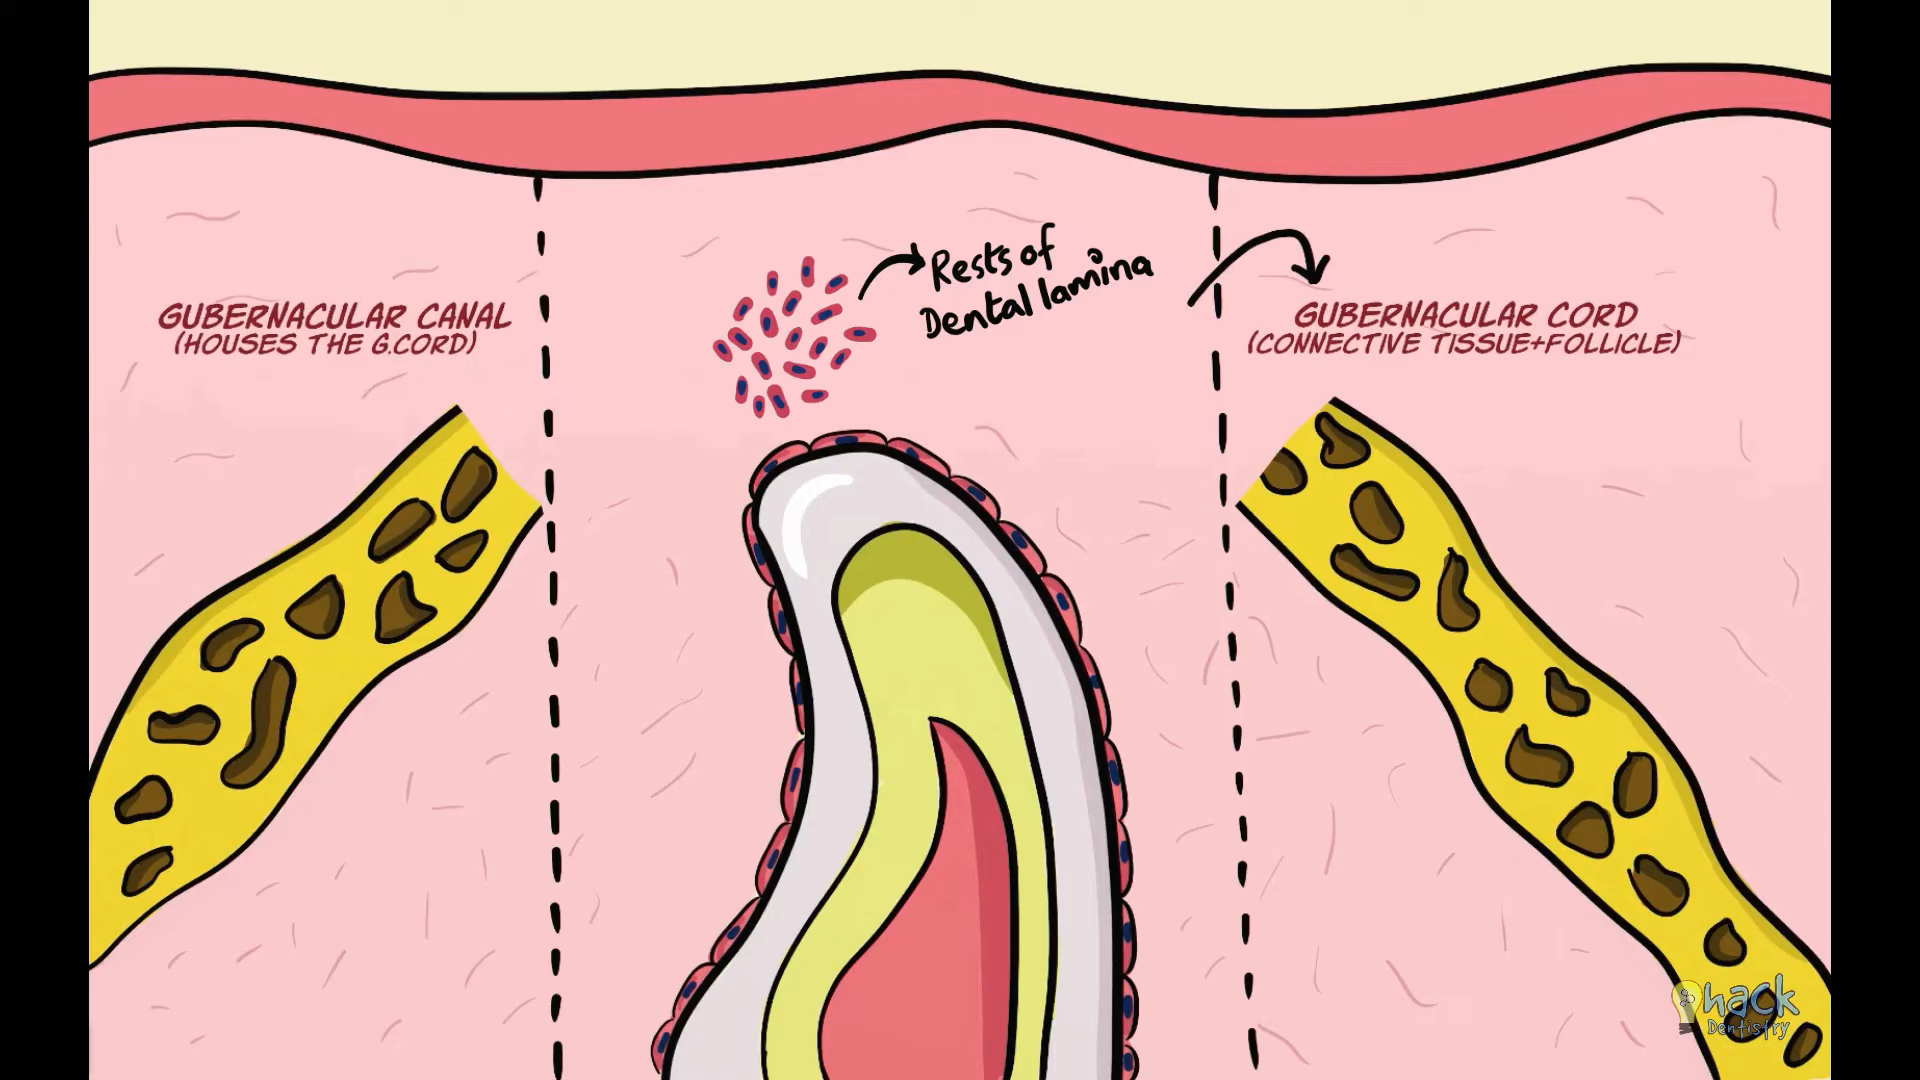 Rests of
Dental lamina
GUBERNACULAR CANAL
(HOUSES THE G.CORD)
GUBERNACULAR CORD
(CONNECTIVE TISSUE+FOLLICLE)
hack
Dentistry